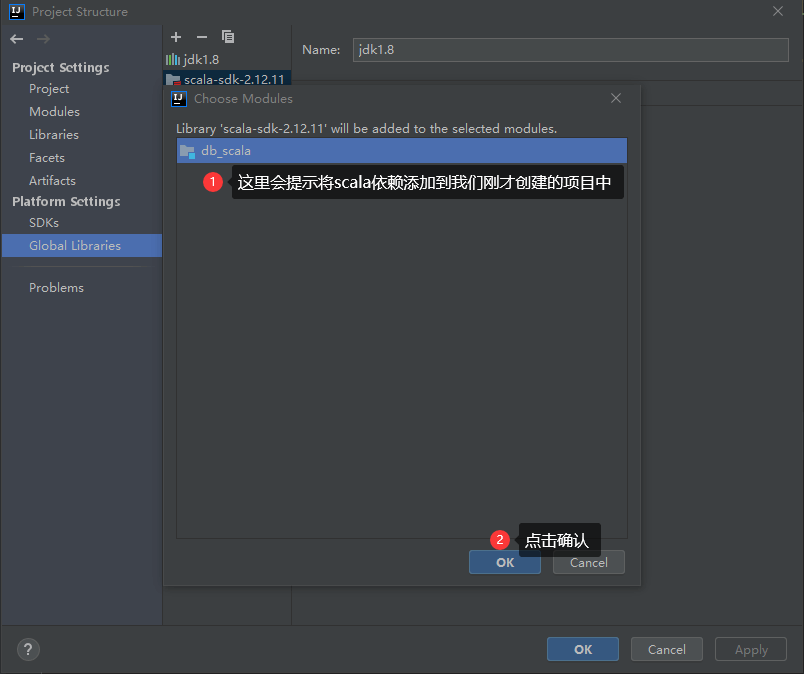 Project Structure
Project Settings
Project
Modules
Libraries
Facets
Artifacts
Platform Settings
SDKs
Global Libraries
Problems
jdk1.8
scala-sdk-2.12.11
Name: jdk1.8
Choose Modules
Library 'scala-sdk-2.12.11' will be added to the selected modules.
db_scala
1 这里会提示将scala依赖添加到我们刚才创建的项目中
2 点击确认
OK Cancel
? OK Cancel Apply